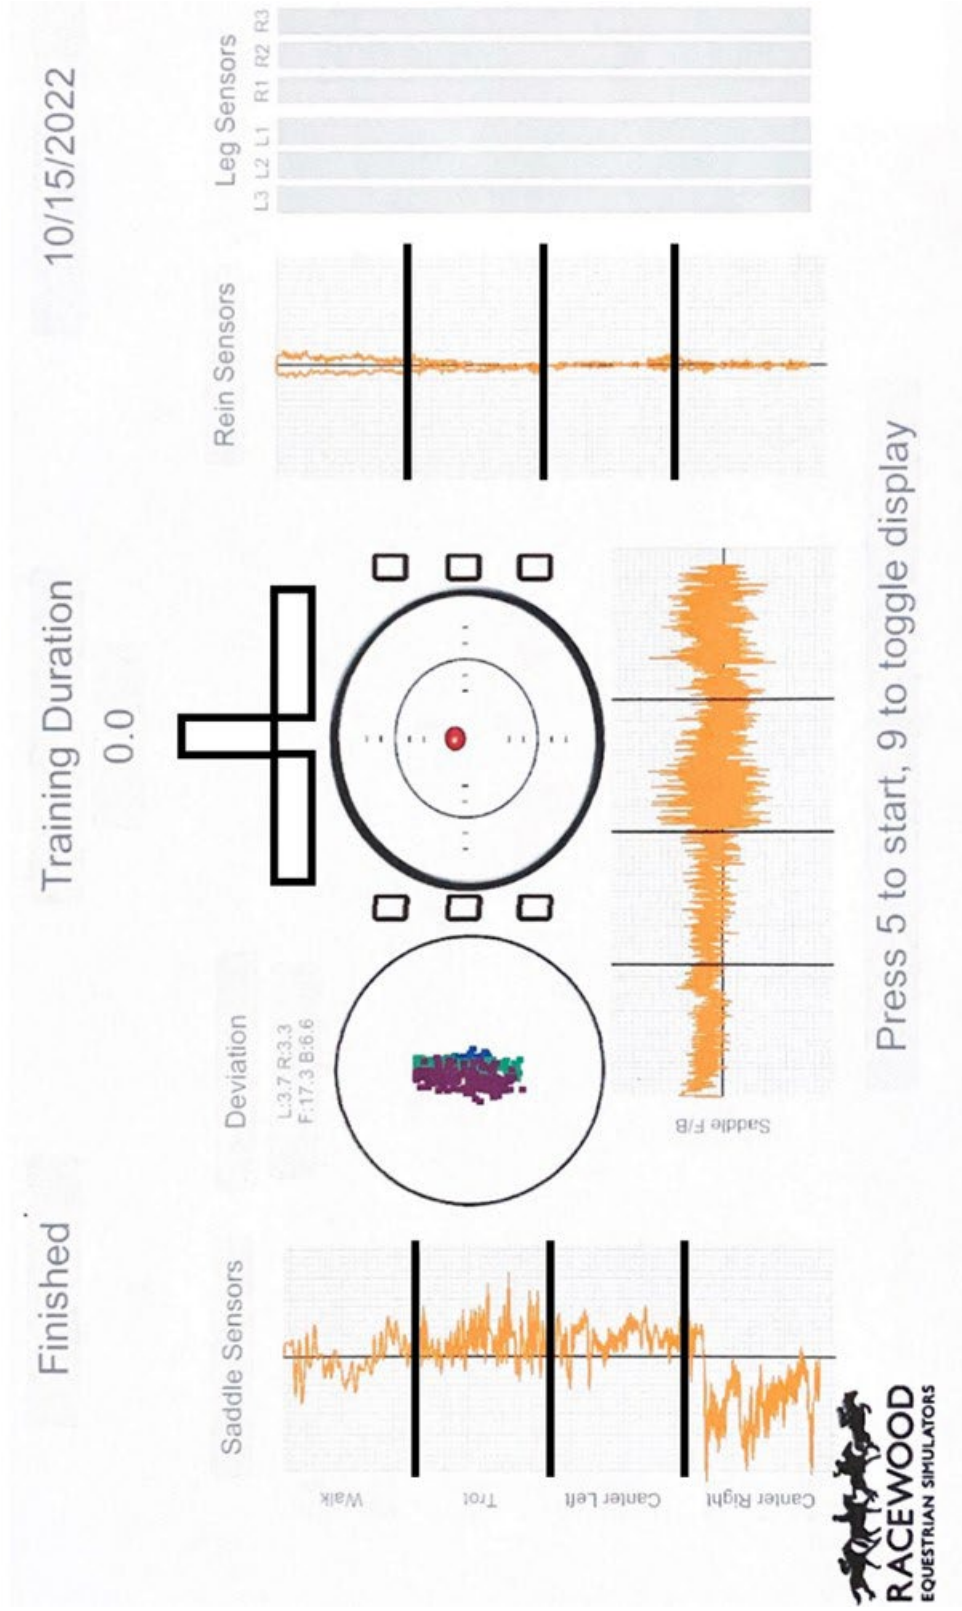 Finished
Training Duration
10/15/2022
0.0
Saddle Sensors
Deviation
Rein Sensors
Leg Sensors
L:3.7 R:3.3
F:17.3 B:6.6
L3 L2 L1 R1 R2 R3
Walk
Trot
Canter Left
Canter Right
Saddle F/B
RACEWOOD
EQUESTRIAN SIMULATORS
Press 5 to start, 9 to toggle display